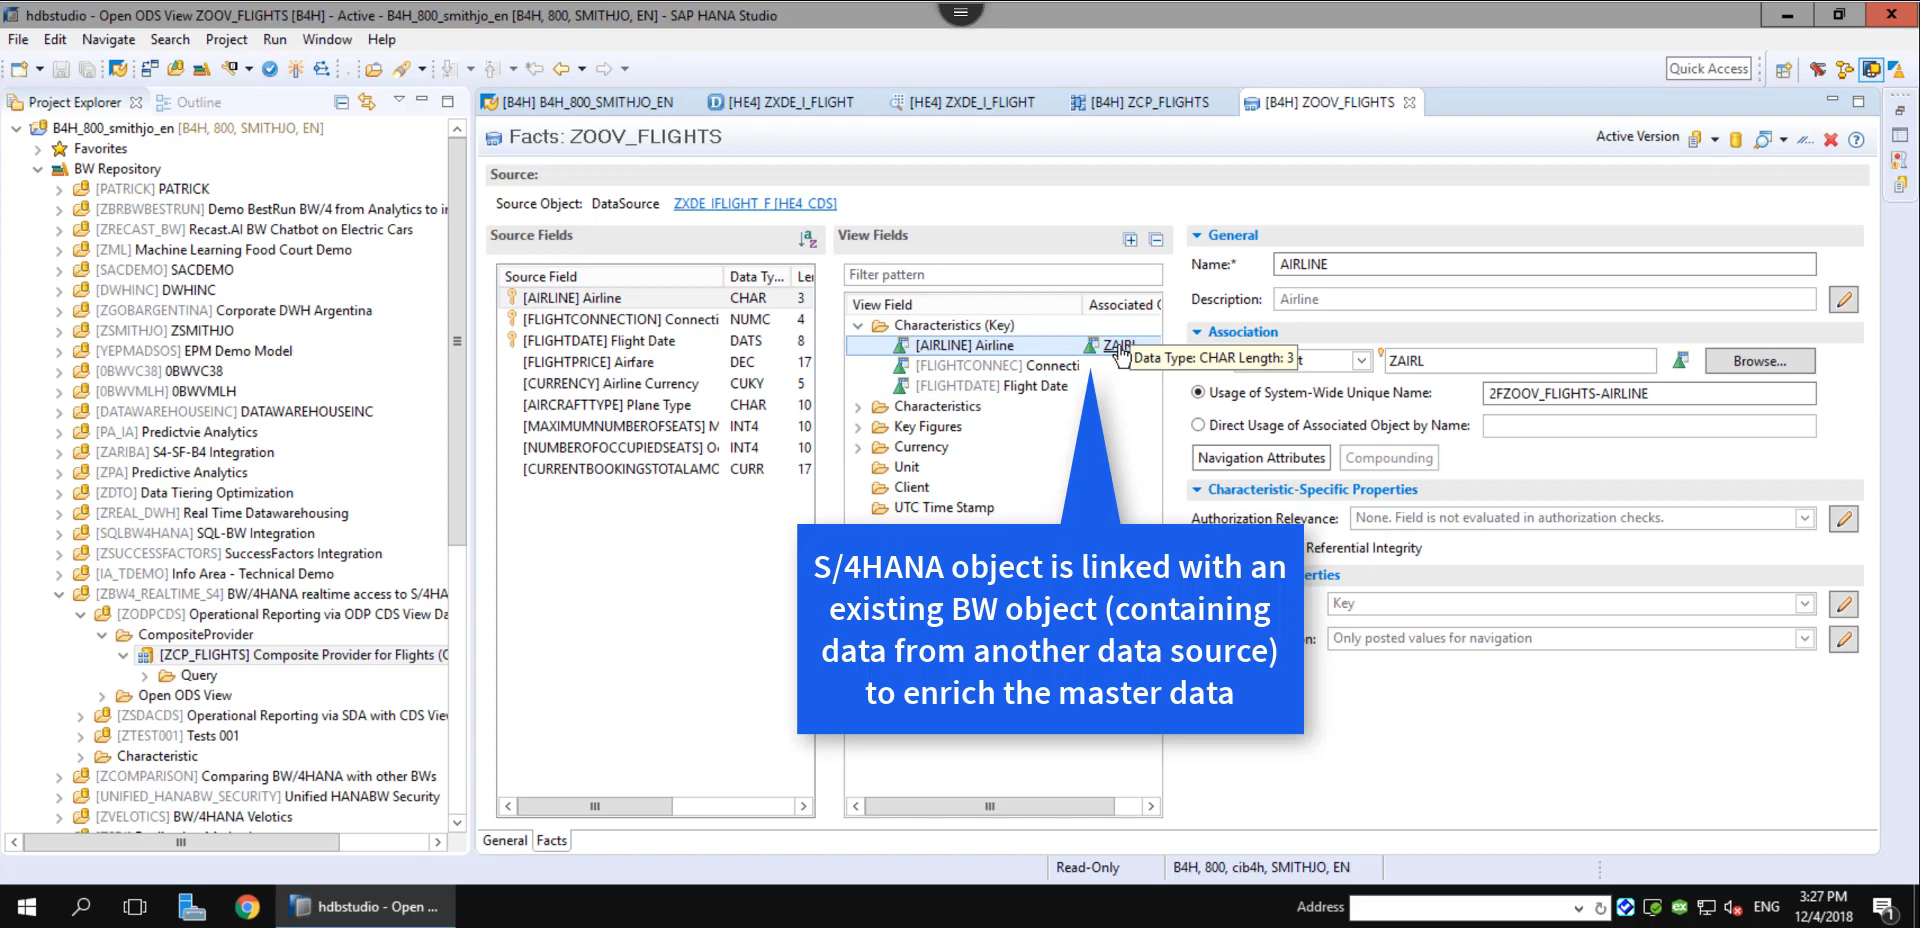 hdbstudio - Open ODS View ZOOV_FLIGHTS [B4H] - Active - B4H_800_smithjo_en [B4H, 800, SMITHJO, EN] - SAP HANA Studio
File Edit Navigate Search Project Run Window Help
Quick Access
Project Explorer
Outline
B4H_800_smithjo_en [B4H, 800, SMITHJO, EN]
Favorites
BW Repository
[PATRICK] PATRICK
[ZBRBWBESTRUN] Demo BestRun BW/4 from Analytics to i
[ZRECAST_BW] Recast.AI BW Chatbot on Electric Cars
[ZML] Machine Learning Food Court Demo
[SACDEMO] SACDEMO
[DWHINC] DWHINC
[ZGOBARGENTINA] Corporate DWH Argentina
[ZSMITHJO] ZSMITHJO
[YEPMADSOS] EPM Demo Model
[0BWVC38] 0BWVC38
[0BWVMLH] 0BWVMLH
[DATAWAREHOUSEINC] DATAWAREHOUSEINC
[PA_IA] Predictvie Analytics
[ZARIBA] S4-SF-B4 Integration
[ZPA] Predictive Analytics
[ZDTO] Data Tiering Optimization
[ZREAL_DWH] Real Time Datawarehousing
[SQLBW4HANA] SQL-BW Integration
[ZSUCCESSFACTORS] SuccessFactors Integration
[IA_TDEMO] Info Area - Technical Demo
[ZBW4_REALTIME_S4] BW/4HANA realtime access to S/4HA
[ZODPCDS] Operational Reporting via ODP CDS View Da
CompositeProvider
[ZCP_FLIGHTS] Composite Provider for Flights (C
Query
Open ODS View
[ZSDACDS] Operational Reporting via SDA with CDS Vie
[ZTEST001] Tests 001
Characteristic
[ZCOMPARISON] Comparing BW/4HANA with other BWs
[UNIFIED_HANABW_SECURITY] Unified HANABW Security
[ZVELOTICS] BW/4HANA Velotics
[B4H] B4H_800_SMITHJO_EN
[HE4] ZXDE_I_FLIGHT
[HE4] ZXDE_I_FLIGHT
[B4H] ZCP_FLIGHTS
[B4H] ZOOV_FLIGHTS
Facts: ZOOV_FLIGHTS
Active Version
Source:
Source Object: DataSource ZXDE_IFLIGHT_F [HE4_CDS]
Source Fields
Source Field Data Ty... Le
[AIRLINE] Airline CHAR 3
[FLIGHTCONNECTION] Connecti NUMC 4
[FLIGHTDATE] Flight Date DATS 8
[FLIGHTPRICE] Airfare DEC 17
[CURRENCY] Airline Currency CUKY 5
[AIRCRAFTTYPE] Plane Type CHAR 10
[MAXIMUMNUMBEROFSEATS] M INT4 10
[NUMBEROFOCCUPIEDSEATS] O INT4 10
[CURRENTBOOKINGSTOTALAMO CURR 17
View Fields
Filter pattern
View Field Associated
Characteristics (Key)
[AIRLINE] Airline ZAIRL
[FLIGHTCONNEC] Connecti
[FLIGHTDATE] Flight Date
Characteristics
Key Figures
Currency
Unit
Client
UTC Time Stamp
Data Type: CHAR Length: 3
General
Name:* AIRLINE
Description: Airline
Association
t ZAIRL Browse...
Usage of System-Wide Unique Name: 2FZOOV_FLIGHTS-AIRLINE
Direct Usage of Associated Object by Name:
Navigation Attributes Compounding
Characteristic-Specific Properties
Authorization Relevance: None. Field is not evaluated in authorization checks.
Referential Integrity
erties
Key
n: Only posted values for navigation
S/4HANA object is linked with an
existing BW object (containing
data from another data source)
to enrich the master data
General Facts
Read-Only B4H, 800, cib4h, SMITHJO, EN
hdbstudio - Open ...
Address
ENG
3:27 PM
12/4/2018
1